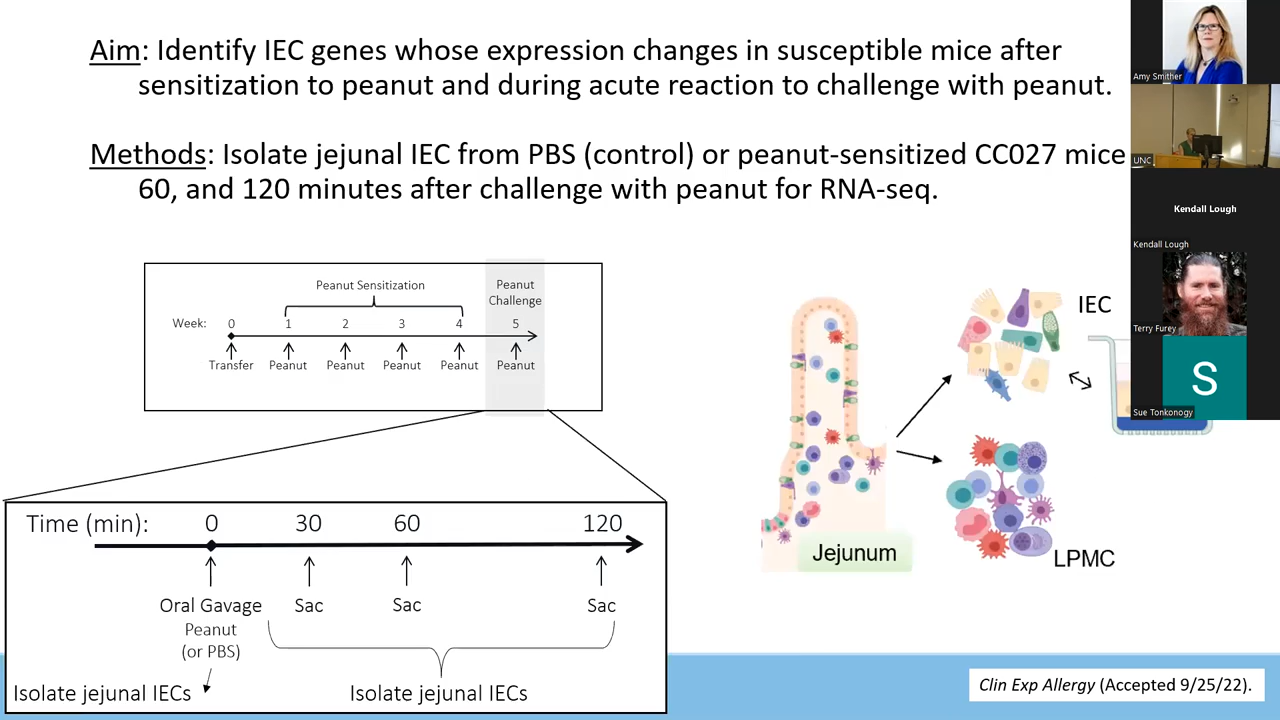 Aim: Identify IEC genes whose expression changes in susceptible mice after
sensitization to peanut and during acute reaction to challenge with peanut.
Methods: Isolate jejunal IEC from PBS (control) or peanut-sensitized CC027 mice
60, and 120 minutes after challenge with peanut for RNA-seq.
Amy Smither
UNC
Kendall Lough
Kendall Lough
Terry Furey
S
Sue Tonkonogy
Peanut Sensitization
Peanut
Challenge
Week: 0 1 2 3 4 5
Transfer Peanut Peanut Peanut Peanut Peanut
IEC
Jejunum
LPMC
Time (min): 0 30 60 120
Oral Gavage Sac Sac Sac
Peanut
(or PBS)
Isolate jejunal IECs Isolate jejunal IECs
Clin Exp Allergy (Accepted 9/25/22).